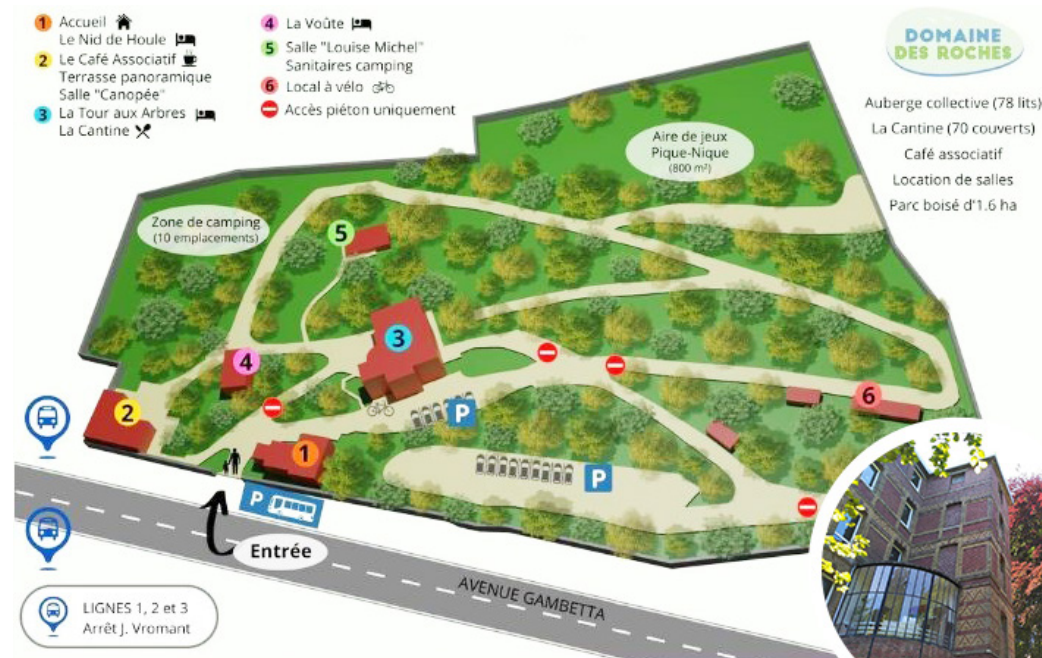 1 Accueil
Le Nid de Houle
2 Le Café Associatif
Terrasse panoramique
Salle "Canopée"
3 La Tour aux Arbres
La Cantine
4 La Voûte
5 Salle "Louise Michel"
Sanitaires camping
6 Local à vélo
Accès piéton uniquement
DOMAINE
DES ROCHES
Auberge collective (78 lits)
La Cantine (70 couverts)
Café associatif
Location de salles
Parc boisé d'1.6 ha
Aire de jeux
Pique-Nique
(800 m²)
Zone de camping
(10 emplacements)
5
3
4
6
2
P
1
P
P
Entrée
AVENUE GAMBETTA
LIGNES 1, 2 et 3
Arrêt J. Vromant